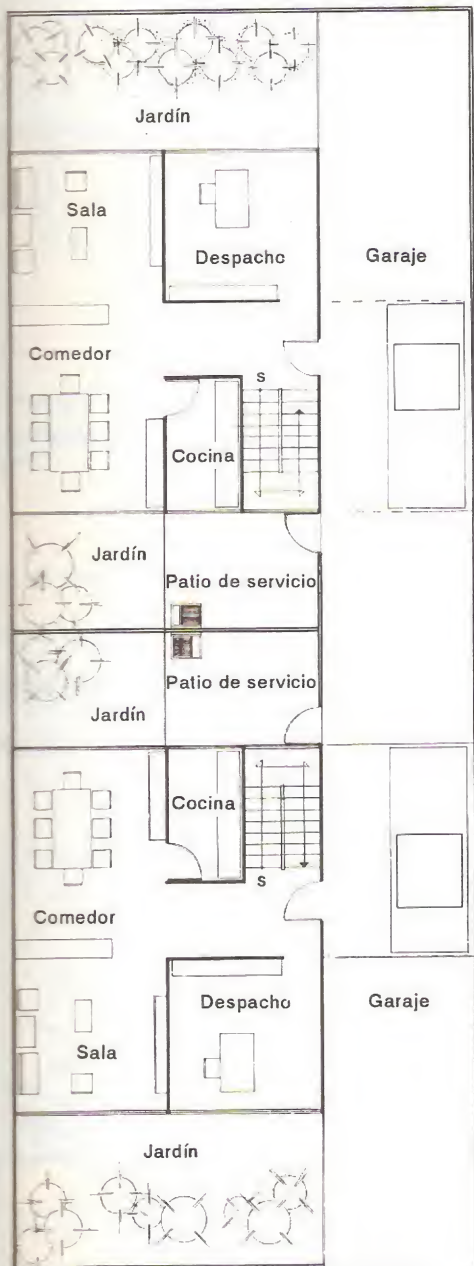 Jardín
Sala
Despacho
Garaje
Comedor
S
Cocina
Jardín
Patio de servicio
Patio de servicio
Jardín
Cocina
S
Comedor
Despacho
Garaje
Sala
Jardín